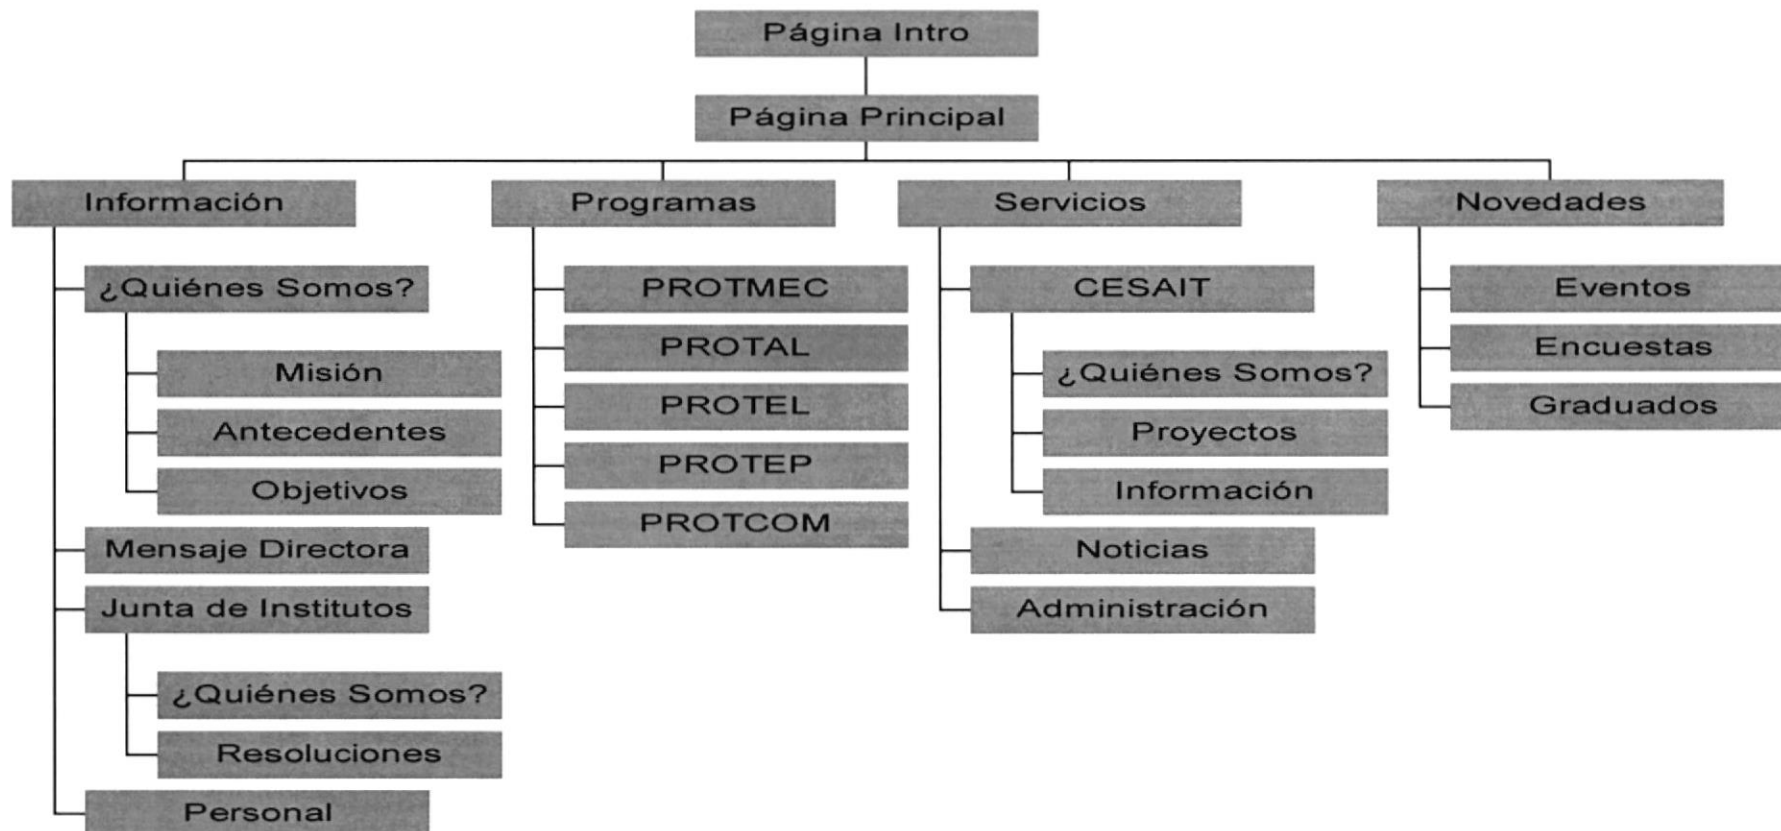 Página Intro
Página Principal
Información
¿Quiénes Somos?
Misión
Antecedentes
Objetivos
Mensaje Directora
Junta de Institutos
¿Quiénes Somos?
Resoluciones
Personal
Programas
PROTMEC
PROTAL
PROTEL
PROTEP
PROTCOM
Servicios
CESAIT
¿Quiénes Somos?
Proyectos
Información
Noticias
Administración
Novedades
Eventos
Encuestas
Graduados